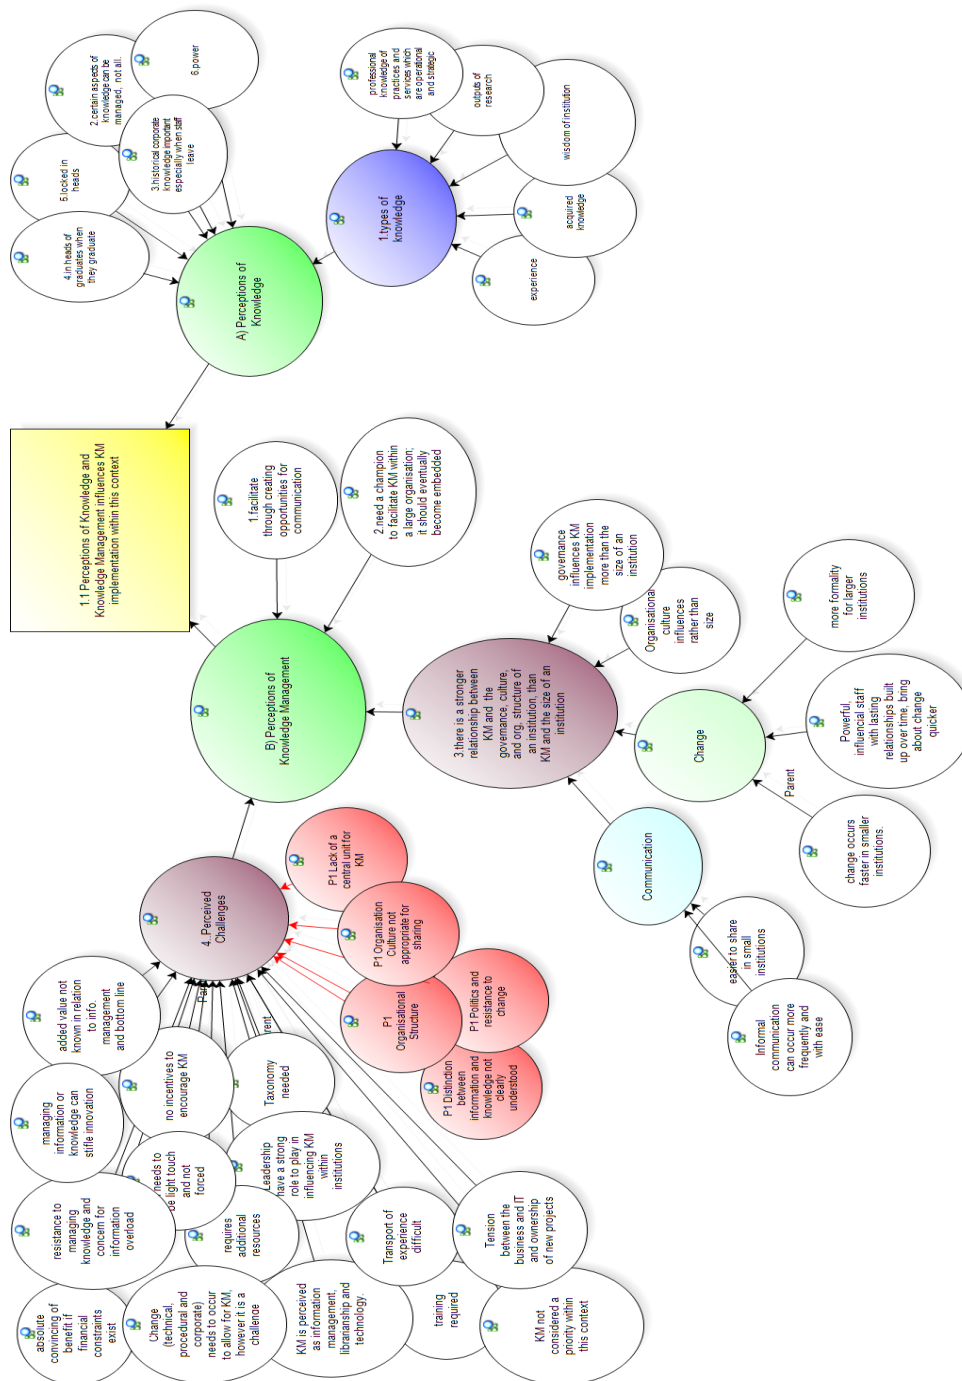 1.1 Perceptions of Knowledge and
Knowledge Management influences KM
implementation within this context
A) Perceptions of
Knowledge
4.in heads of
graduates when
they graduate
5.locked in
heads
2.certain aspects of
knowledge can be
managed, not all.
3.historical corporate
knowledge important
especially when staff
leave
6.power
1.types of
knowledge
professional
knowledge of
practices and
services which
are operational
and strategic
outputs of
research
wisdom of institution
acquired
knowledge
experience
B) Perceptions of
Knowledge Management
1.facilitate
through creating
opportunities for
communication
2.need a champion
to facilitate KM within
a large organisation;
it should eventually
become embedded
3.there is a stronger
relationship between
KM and the
governance, culture,
and org, structure of
an institution, than
KM and the size of an
institution
governance
influences KM
implementation
more than the
size of an
institution
Organisational
culture
influences
rather than
size
Change
more formality
for larger
institutions
Powerful,
influential staff
with lasting
relationships built
up over time, bring
about change
quicker
Parent
change occurs
faster in smaller
institutions.
Communication
easier to share
in small
institutions
Informal
communication
can occur more
frequently and
with ease
4. Perceived
Challenges
P1 Lack of a
central unit for
KM
P1 Organisation
Culture not
appropriate for
sharing
P1
Organisational
Structure
P1 Politics and
resistance to
change
P1 Distinction
between
information and
knowledge not
clearly
understood
added value not
known in relation
to info.
management
and bottom line
managing
information or
knowledge can
stifle innovation
no incentives to
encourage KM
Taxonomy
needed
needs to
be light touch
and not
forced
Leadership
have a strong
role to play in
influencing KM
within
institutions
resistance to
managing
knowledge and
concern for
information
overload
requires
additional
resources
Transport of
experience
difficult
Tension
between the
business and IT
and ownership
of new projects
absolute
convincing of
benefit if
financial
constraints
exist
Change
(technical,
procedural and
corporate)
needs to occur
to allow for KM,
however it is a
challenge
KM is perceived
as information
management,
librarianship and
technology.
training
required
KM not
considered a
priority within
this context